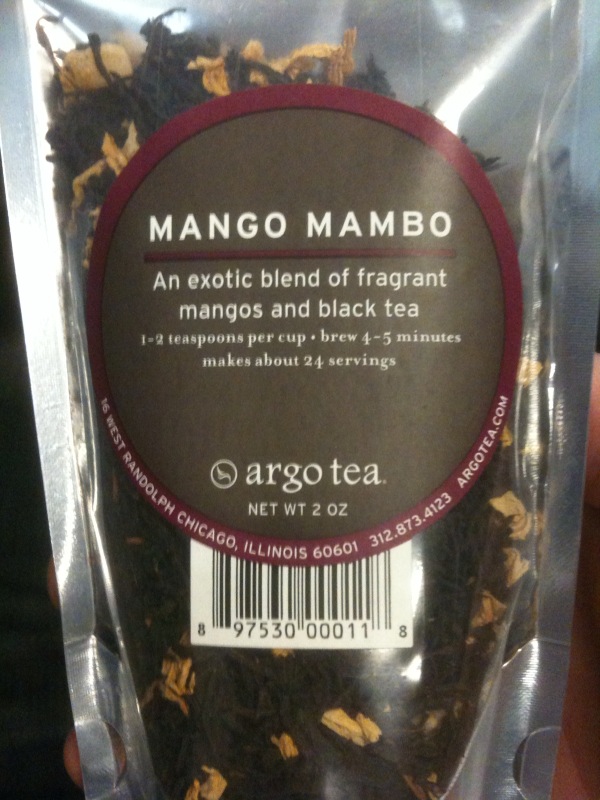 MANGO MAMBO
An exotic blend of fragrant
mangos and black tea
1-2 teaspoons per cup • brew 4-5 minutes
makes about 24 servings
argo tea.
NET WT 2 OZ
16 WEST RANDOLPH CHICAGO, ILLINOIS 60601 312.873.4123 ARGOTEA.COM
8 97530 00011 8